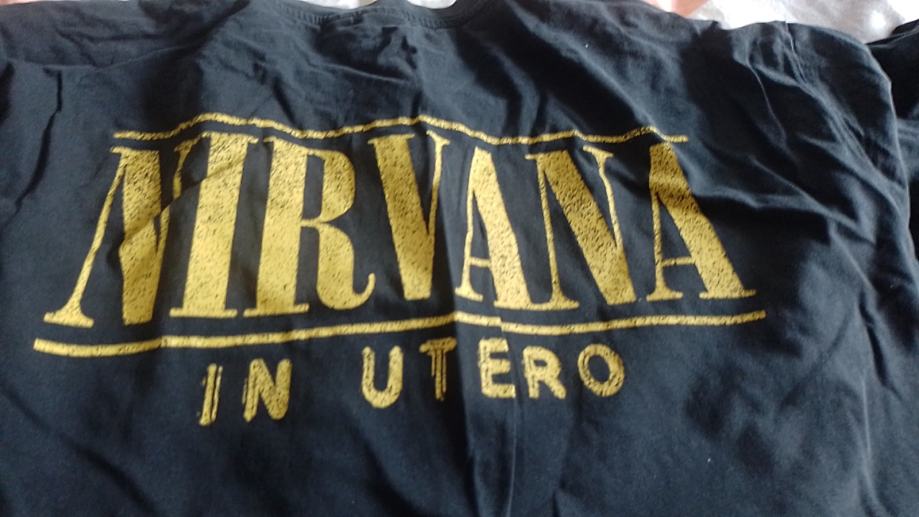 NIRVANA
IN UTERO